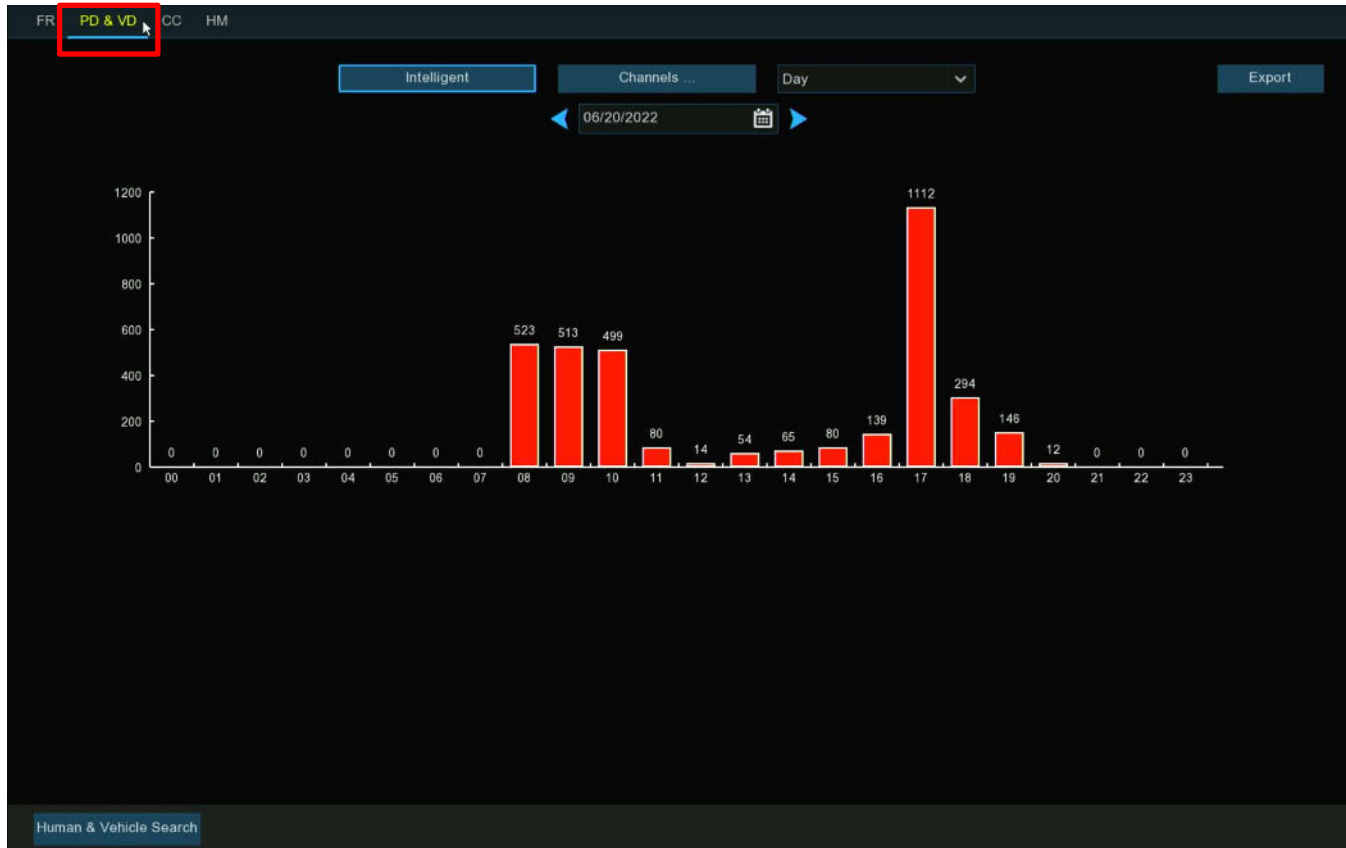 FR PD & VD CC HM
Intelligent Channels ... Day Export
06/20/2022
1200 1112
1000
800
600 523 513 499
400 294
200 80 14 54 65 80 139 146 12
0 0 0 0 0 0 0 0 0 0 0 0
00 01 02 03 04 05 06 07 08 09 10 11 12 13 14 15 16 17 18 19 20 21 22 23
Human & Vehicle Search